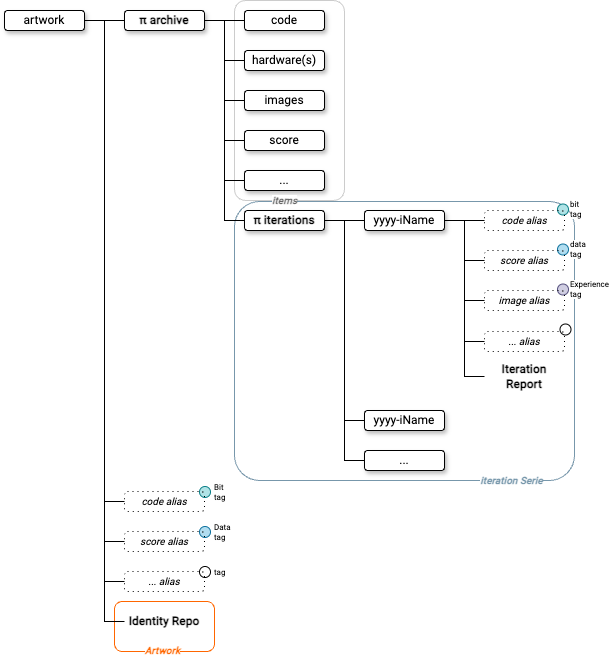 artwork
π archive
code
hardware(s)
images
score
...
Items
π iterations
yyyy-iName
code alias
bit
tag
score alias
data
tag
image alias
Experience
tag
... alias
Iteration
Report
yyyy-iName
...
Iteration Serie
code alias
Bit
tag
score alias
Data
tag
... alias
tag
Identity Repo
Artwork